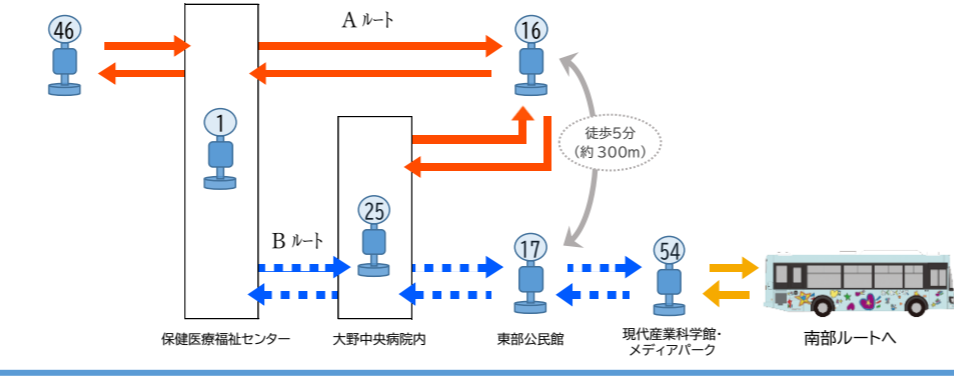 46
A ルート
16
1
徒歩5分
(約 300m)
25
B ルート
17
54
保健医療福祉センター
大野中央病院内
東部公民館
現代産業科学館・
メディアパーク
南部ルートへ